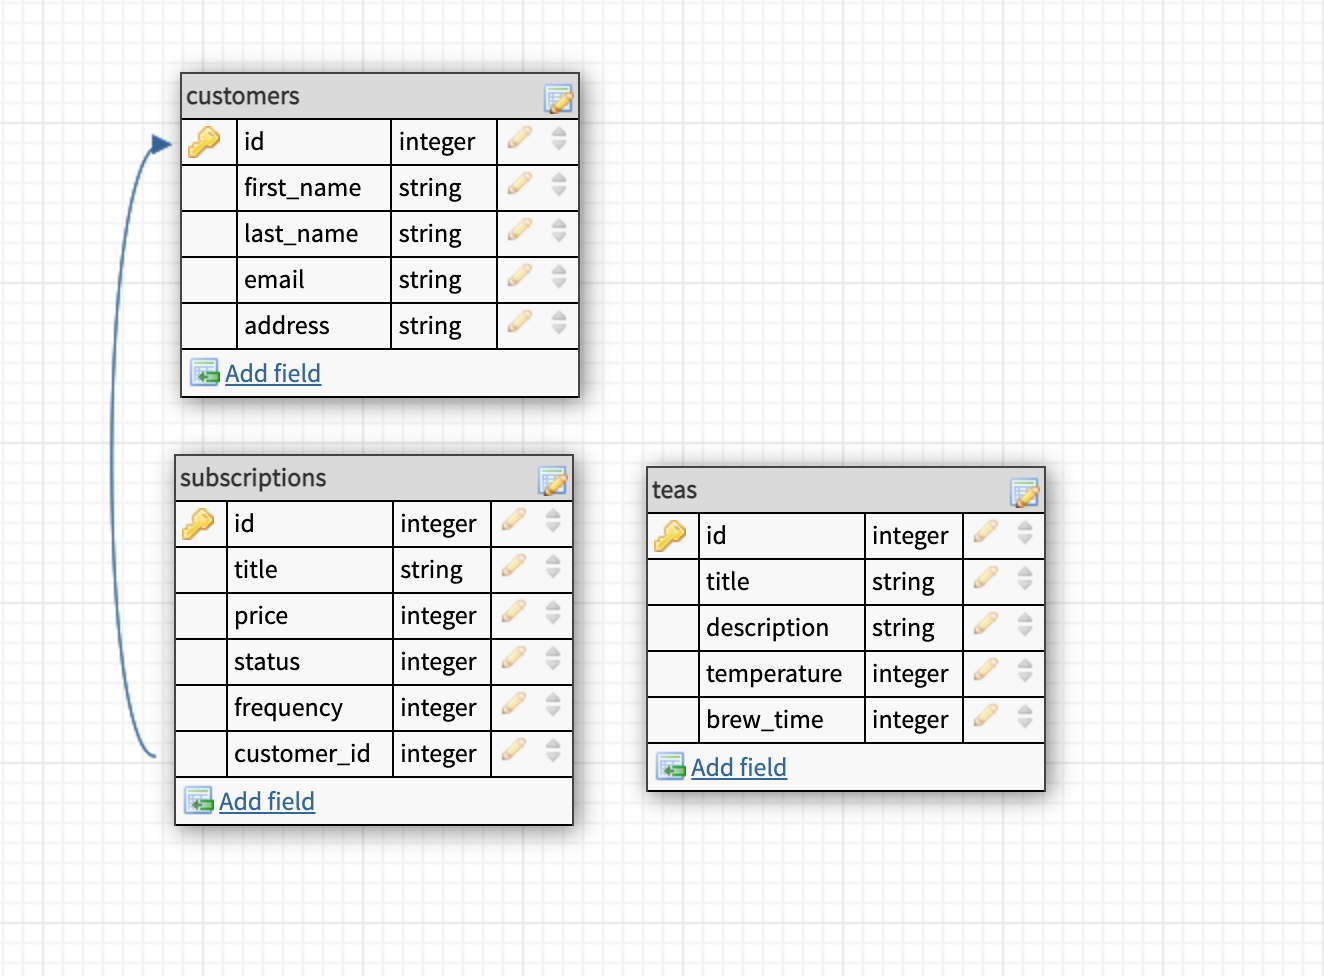 customers
id integer
first_name string
last_name string
email string
address string
Add field
subscriptions
id integer
title string
price integer
status integer
frequency integer
customer_id integer
Add field
teas
id integer
title string
description string
temperature integer
brew_time integer
Add field